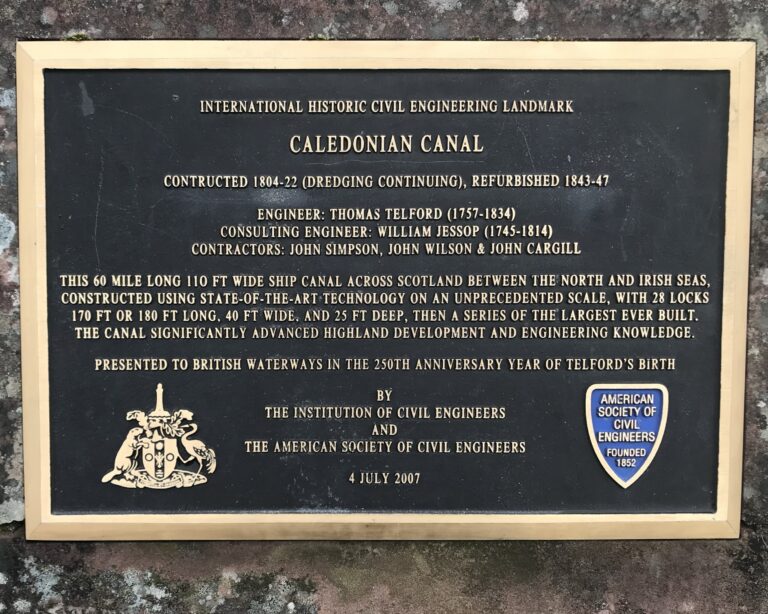 INTERNATIONAL HISTORIC CIVIL ENGINEERING LANDMARK
CALEDONIAN CANAL
CONTRUCTED 1804-22 (DREDGING CONTINUING), REFURBISHED 1843-47
ENGINEER: THOMAS TELFORD (1757-1834)
CONSULTING ENGINEER: WILLIAM JESSOP (1745-1814)
CONTRACTORS: JOHN SIMPSON, JOHN WILSON & JOHN CARGILL
THIS 60 MILE LONG 110 FT WIDE SHIP CANAL ACROSS SCOTLAND BETWEEN THE NORTH AND IRISH SEAS,
CONSTRUCTED USING STATE-OF-THE-ART TECHNOLOGY ON AN UNPRECEDENTED SCALE, WITH 28 LOCKS
170 FT OR 180 FT LONG, 40 FT WIDE, AND 25 FT DEEP, THEN A SERIES OF THE LARGEST EVER BUILT.
THE CANAL SIGNIFICANTLY ADVANCED HIGHLAND DEVELOPMENT AND ENGINEERING KNOWLEDGE.
PRESENTED TO BRITISH WATERWAYS IN THE 250TH ANNIVERSARY YEAR OF TELFORD'S BIRTH
BY
THE INSTITUTION OF CIVIL ENGINEERS
AND
THE AMERICAN SOCIETY OF CIVIL ENGINEERS
4 JULY 2007
AMERICAN
SOCIETY OF
CIVIL
ENGINEERS
FOUNDED
1852